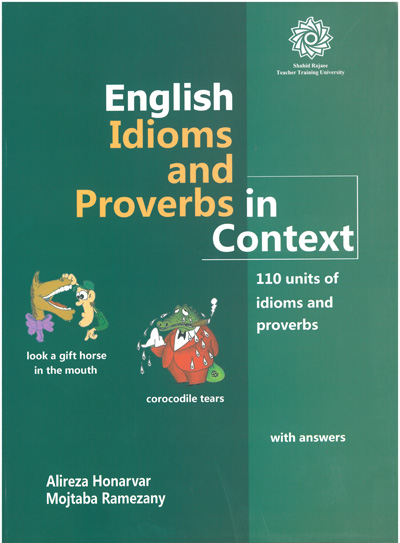 Shahid Rajaee
Teacher Training University
English
Idioms
and
Proverbs in
Context
110 units of
idioms and
proverbs
look a gift horse
in the mouth
corocodile tears
with answers
Alireza Honarvar
Mojtaba Ramezany